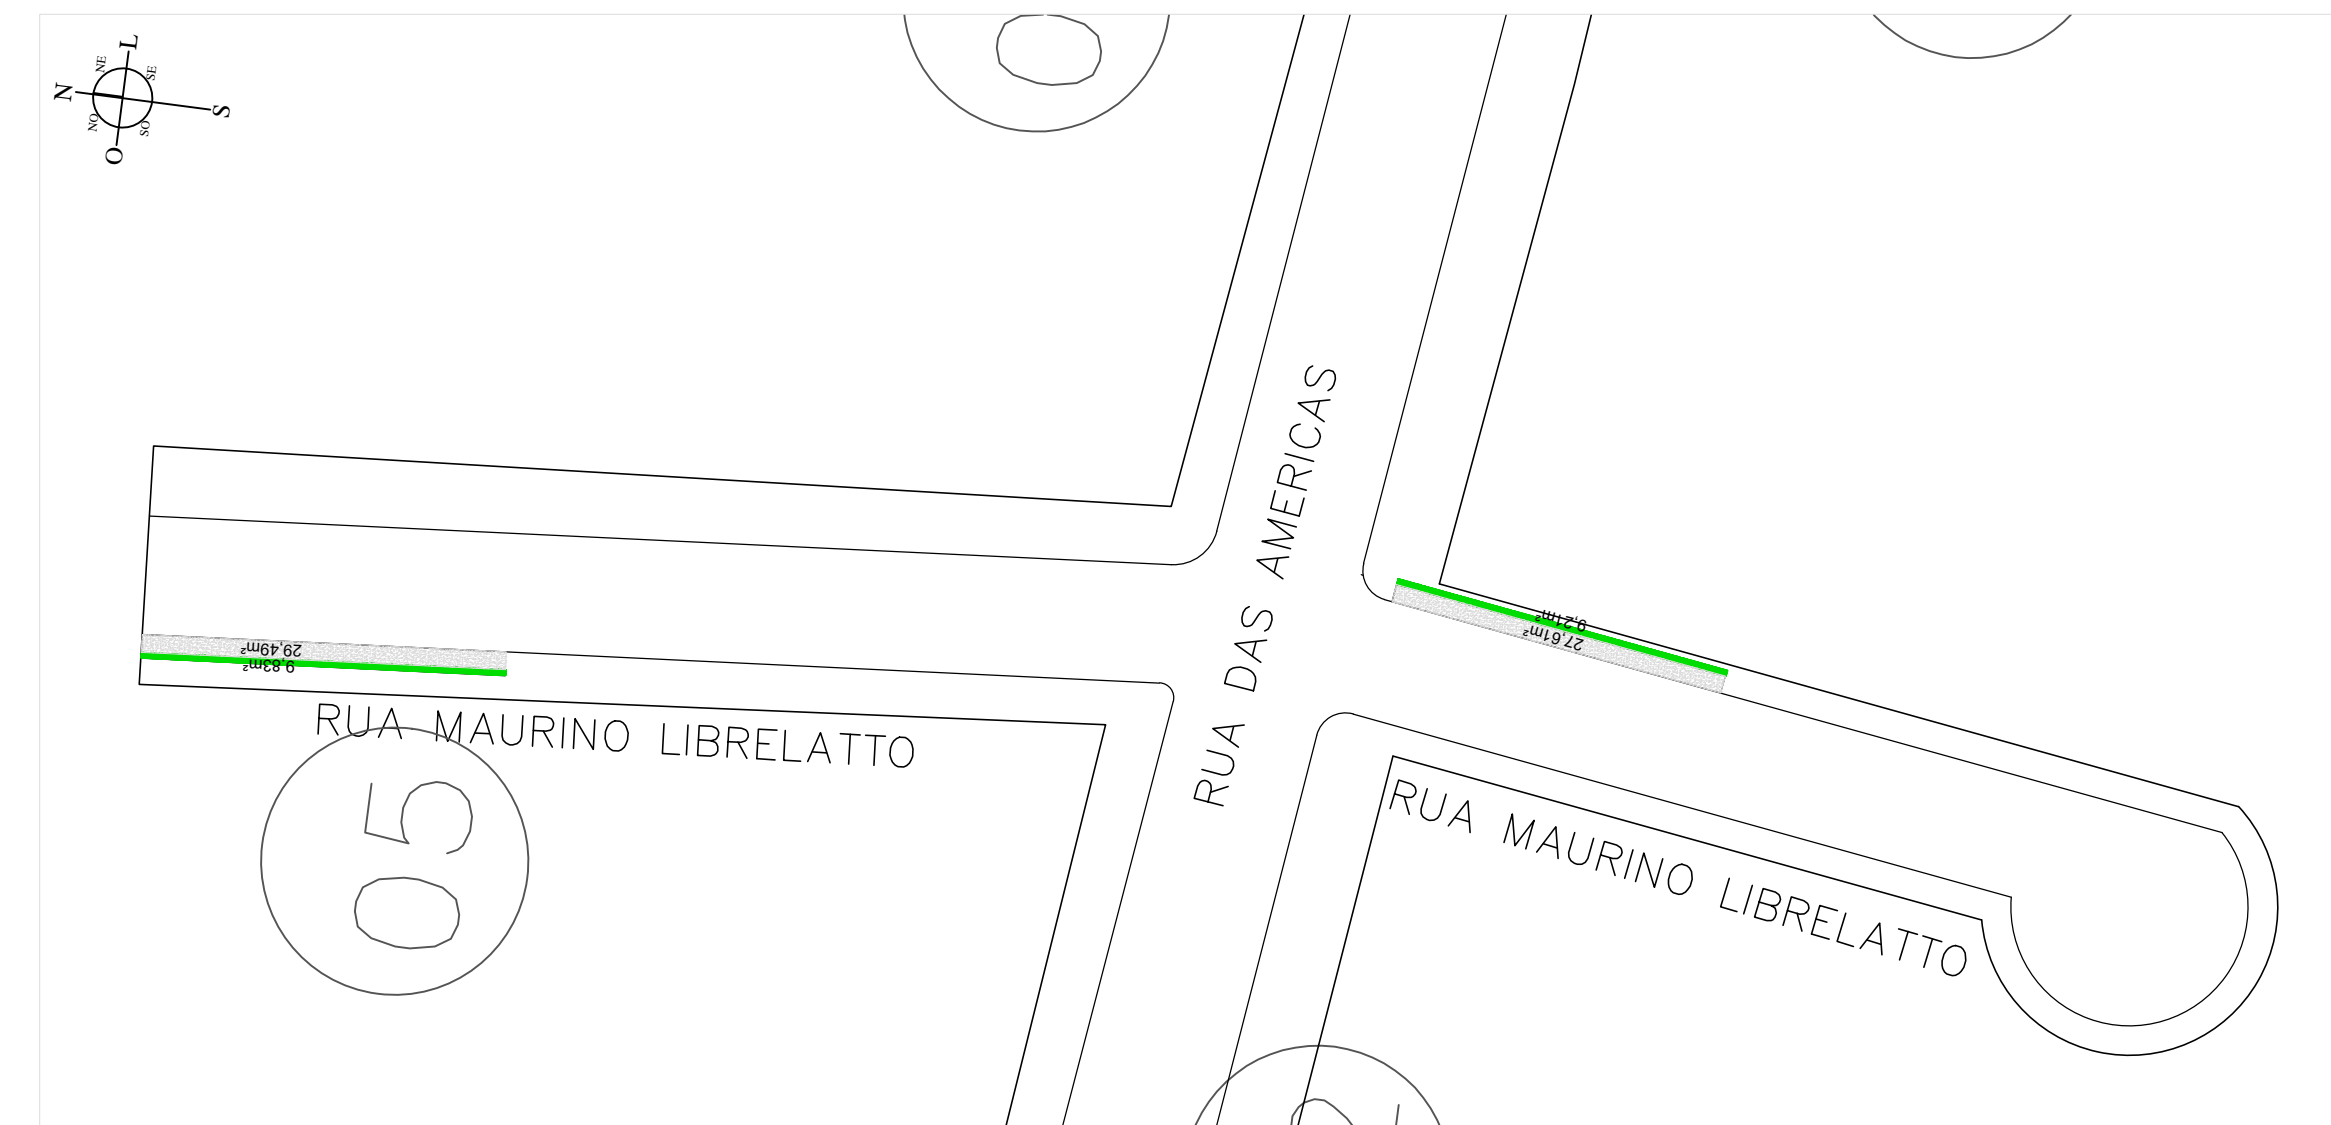 L
NE
SE
N
S
NO
SO
O
0
RUA DAS AMERICAS
9,21m²
27,61m²
29,49m²
9,83m²
RUA MAURINO LIBRELATTO
RUA MAURINO LIBRELATTO
05